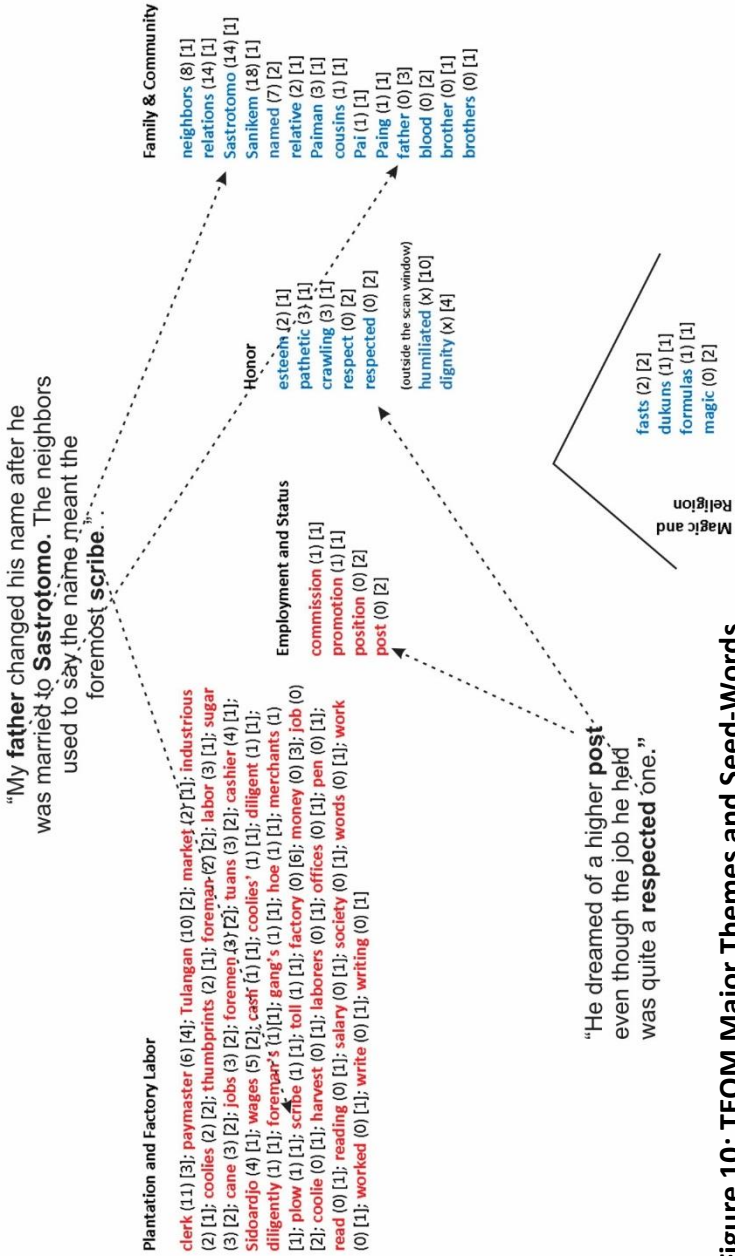 "My father changed his name after he
was married to Sastrotomo. The neighbors
used to say the name meant the
foremost scribe. . ."
Plantation and Factory Labor
clerk (11) [3]; paymaster (6) [4]; Tulangan (10) [2]; market (2) [1]; industrious
(2) [1]; coolies (2) [2]; thumbprints (2) [1]; foreman (2) [2]; labor (3) [1]; sugar
(3) [2]; cane (3) [2]; jobs (3) [2]; foremen (3) [2]; tuans (3) [2]; cashier (4) [1];
Sidoardjo (4) [1]; wages (5) [2]; cash (1) [1]; coolies' (1) [1]; diligent (1) [1];
diligently (1) [1]; foreman's (1)[1]; gang's (1) [1]; hoe (1) [1]; merchants (1)
[1]; plow (1) [1]; scribe (1) [1]; toll (1) [1]; factory (0) [6]; money (0) [3]; job (0)
[2]; coolie (0) [1]; harvest (0) [1]; laborers (0) [1]; offices (0) [1]; pen (0) [1];
read (0) [1]; reading (0) [1]; salary (0) [1]; society (0) [1]; words (0) [1]; work
(0) [1]; worked (0) [1]; write (0) [1]; writing (0) [1]
Employment and Status
commission (1) [1]
promotion (1) [1]
position (0) [2]
post (0) [2]
Honor
esteem (2) [1]
pathetic (3) [1]
crawling (3) [1]
respect (0) [2]
respected (0) [2]
(outside the scan window)
humiliated (x) [10]
dignity (x) [4]
Family & Community
neighbors (8) [1]
relations (14) [1]
Sastrotomo (14) [1]
Sanikem (18) [1]
named (7) [2]
relative (2) [1]
Paiman (3) [1]
cousins (1) [1]
Pai (1) [1]
Paing (1) [1]
father (0) [3]
blood (0) [2]
brother (0) [1]
brothers (0) [1]
"He dreamed of a higher post
even though the job he held
was quite a respected one."
Magic and
Religion
fasts (2) [2]
dukuns (1) [1]
formulas (1) [1]
magic (0) [2]
Figure 10: TEOM Major Themes and Seed-Words